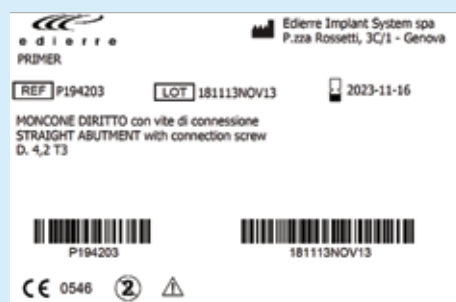 edierre
Edierre Implant System spa
P.zza Rossetti, 3C/1 - Genova
PRIMER
REF P194203 LOT 181113NOV13 2023-11-16
MONCONE DIRITTO con vite di connessione
STRAIGHT ABUTMENT with connection screw
D. 4,2 T3
P194203 181113NOV13
CE 0546 2